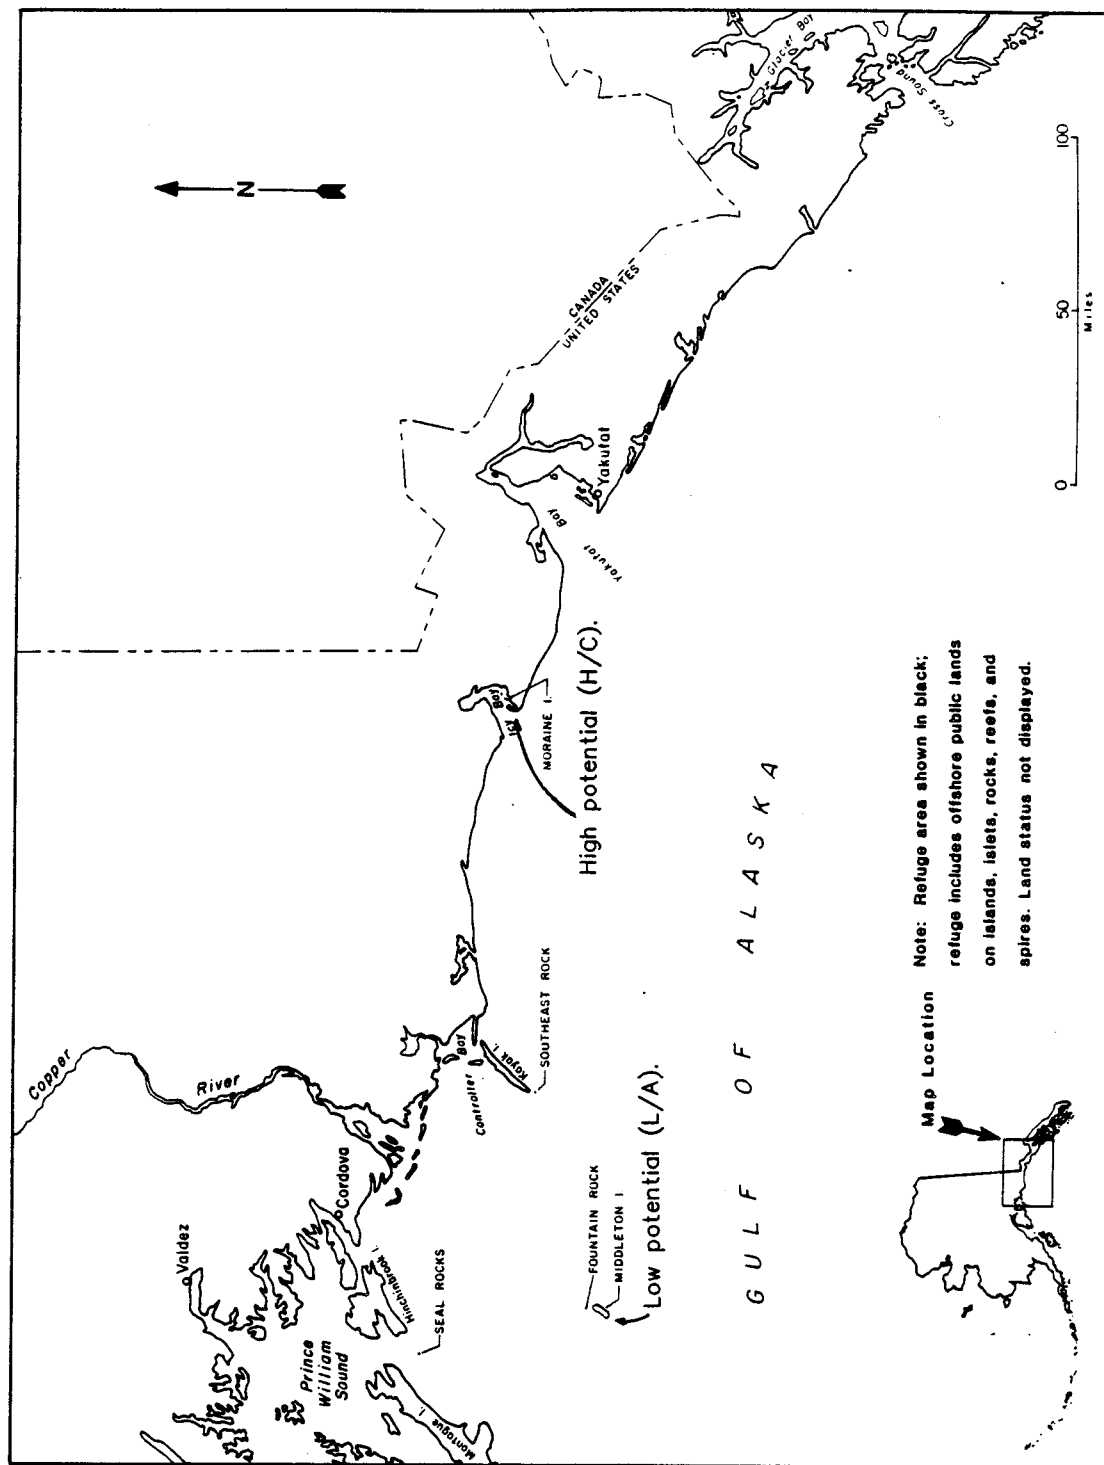 Copper
River
Valdez
Cordova
Prince
William
Sound
Hinchinbrook I.
Montague I.
SEAL ROCKS
Controller
Bay
Kayak I.
SOUTHEAST ROCK
FOUNTAIN ROCK
MIDDLETON I.
Low potential (L/A).
Icy
Bay
MORAINE I.
High potential (H/C).
Yakutat
Bay
Yakutat
CANADA
UNITED STATES
N
Glacier Bay
Cross Sound
GULF OF ALASKA
0 50 100
Miles
Map Location
Note: Refuge area shown in black;
refuge includes offshore public lands
on islands, islets, rocks, reefs, and
spires. Land status not displayed.